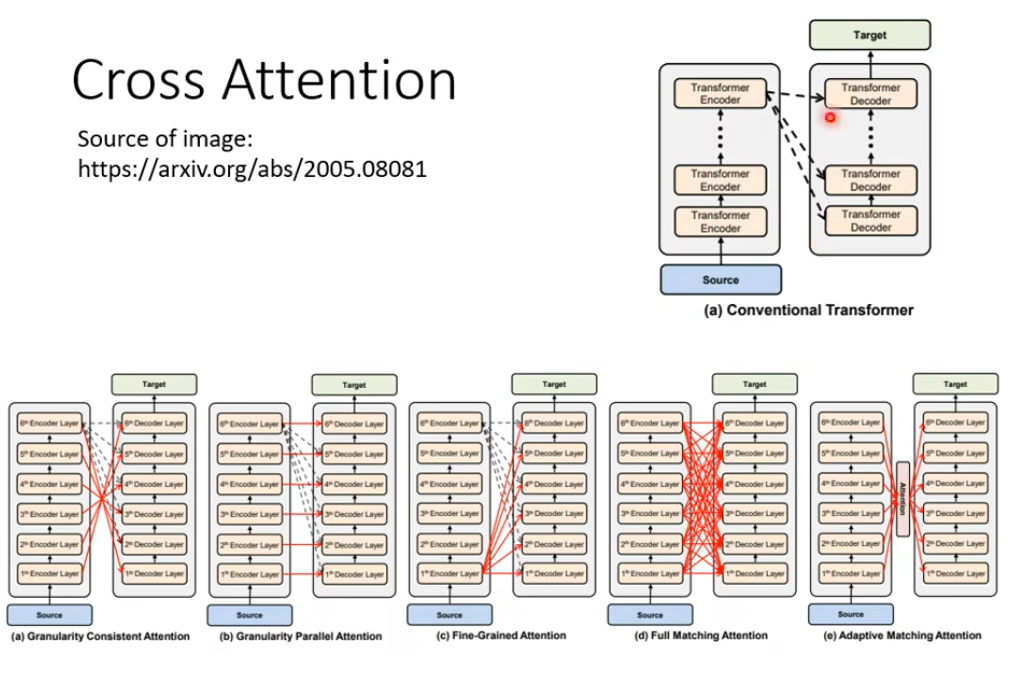 Cross Attention
Source of image:
https://arxiv.org/abs/2005.08081
Target
Transformer
Encoder
Transformer
Decoder
Transformer
Encoder
Transformer
Decoder
Transformer
Encoder
Transformer
Decoder
Source
(a) Conventional Transformer
Target
6th Encoder Layer
6th Decoder Layer
5th Encoder Layer
5th Decoder Layer
4th Encoder Layer
4th Decoder Layer
3th Encoder Layer
3th Decoder Layer
2th Encoder Layer
2th Decoder Layer
1th Encoder Layer
1th Decoder Layer
Source
(a) Granularity Consistent Attention
Target
6th Encoder Layer
6th Decoder Layer
5th Encoder Layer
5th Decoder Layer
4th Encoder Layer
4th Decoder Layer
3th Encoder Layer
3th Decoder Layer
2th Encoder Layer
2th Decoder Layer
1th Encoder Layer
1th Decoder Layer
Source
(b) Granularity Parallel Attention
Target
6th Encoder Layer
6th Decoder Layer
5th Encoder Layer
5th Decoder Layer
4th Encoder Layer
4th Decoder Layer
3th Encoder Layer
3th Decoder Layer
2th Encoder Layer
2th Decoder Layer
1th Encoder Layer
1th Decoder Layer
Source
(c) Fine-Grained Attention
Target
6th Encoder Layer
6th Decoder Layer
5th Encoder Layer
5th Decoder Layer
4th Encoder Layer
4th Decoder Layer
3th Encoder Layer
3th Decoder Layer
2th Encoder Layer
2th Decoder Layer
1th Encoder Layer
1th Decoder Layer
Source
(d) Full Matching Attention
Target
6th Encoder Layer
6th Decoder Layer
5th Encoder Layer
5th Decoder Layer
4th Encoder Layer
4th Decoder Layer
3th Encoder Layer
3th Decoder Layer
2th Encoder Layer
2th Decoder Layer
1th Encoder Layer
1th Decoder Layer
Attention
Source
(e) Adaptive Matching Attention